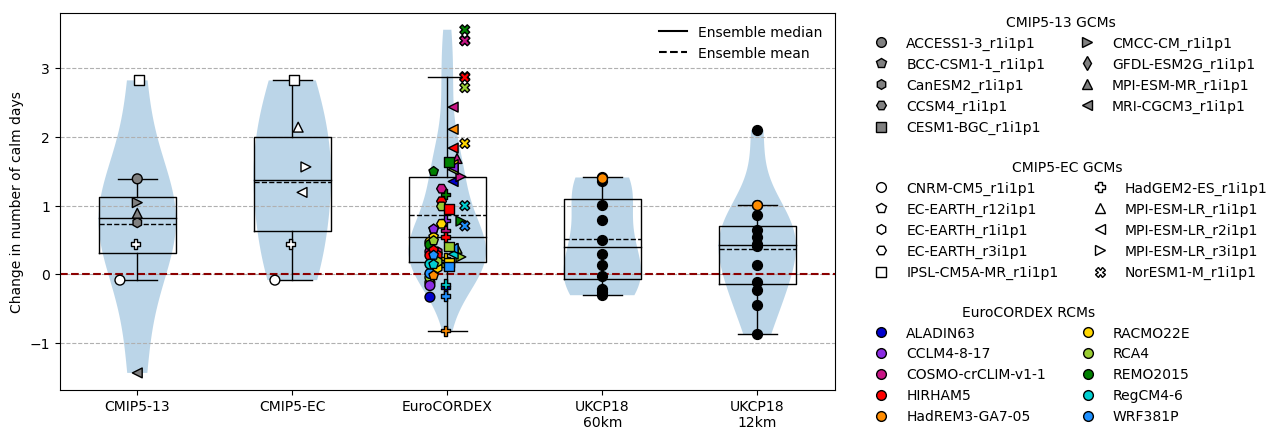 Change in number of calm days
3
2
1
0
−1
Ensemble median
Ensemble mean
CMIP5-13
CMIP5-EC
EuroCORDEX
UKCP18
60km
UKCP18
12km
CMIP5-13 GCMs
ACCESS1-3_r1i1p1
BCC-CSM1-1_r1i1p1
CanESM2_r1i1p1
CCSM4_r1i1p1
CESM1-BGC_r1i1p1
CMCC-CM_r1i1p1
GFDL-ESM2G_r1i1p1
MPI-ESM-MR_r1i1p1
MRI-CGCM3_r1i1p1
CMIP5-EC GCMs
CNRM-CM5_r1i1p1
EC-EARTH_r12i1p1
EC-EARTH_r1i1p1
EC-EARTH_r3i1p1
IPSL-CM5A-MR_r1i1p1
HadGEM2-ES_r1i1p1
MPI-ESM-LR_r1i1p1
MPI-ESM-LR_r2i1p1
MPI-ESM-LR_r3i1p1
NorESM1-M_r1i1p1
EuroCORDEX RCMs
ALADIN63
CCLM4-8-17
COSMO-crCLIM-v1-1
HIRHAM5
HadREM3-GA7-05
RACMO22E
RCA4
REMO2015
RegCM4-6
WRF381P